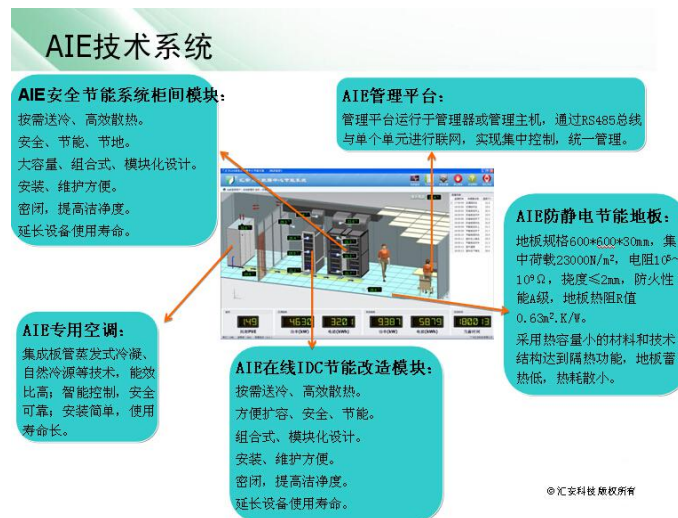 AIE技术系统
AIE安全节能系统柜间模块:
按需送冷、高效散热。
安全、节能、节地。
大容量、组合式、模块化设计。
安装、维护方便。
密闭，提高洁净度。
延长设备使用寿命。
AIE管理平台:
管理平台运行于管理器或管理主机，通过RS485总线
与单个单元进行联网，实现集中控制，统一管理。
AIE防静电节能地板:
地板规格600*600*30mm，集
中荷载23000N/m²，电阻10⁶~
10⁹Ω，挠度≤2mm，防火性
能A级，地板热阻R值
0.63m².K/W。
采用热容量小的材料和技术
结构达到隔热功能，地板蓄
热低，热耗散小。
AIE专用空调:
集成板管蒸发式冷凝、
自然冷源等技术，能效
比高；智能控制，安全
可靠；安装简单，使用
寿命长。
149
4630
3201
9387
5879
180013
AIE在线IDC节能改造模块:
按需送冷、高效散热。
方便扩容、安全、节能。
组合式、模块化设计。
安装、维护方便。
密闭，提高洁净度。
延长设备使用寿命。
©汇安科技 版权所有